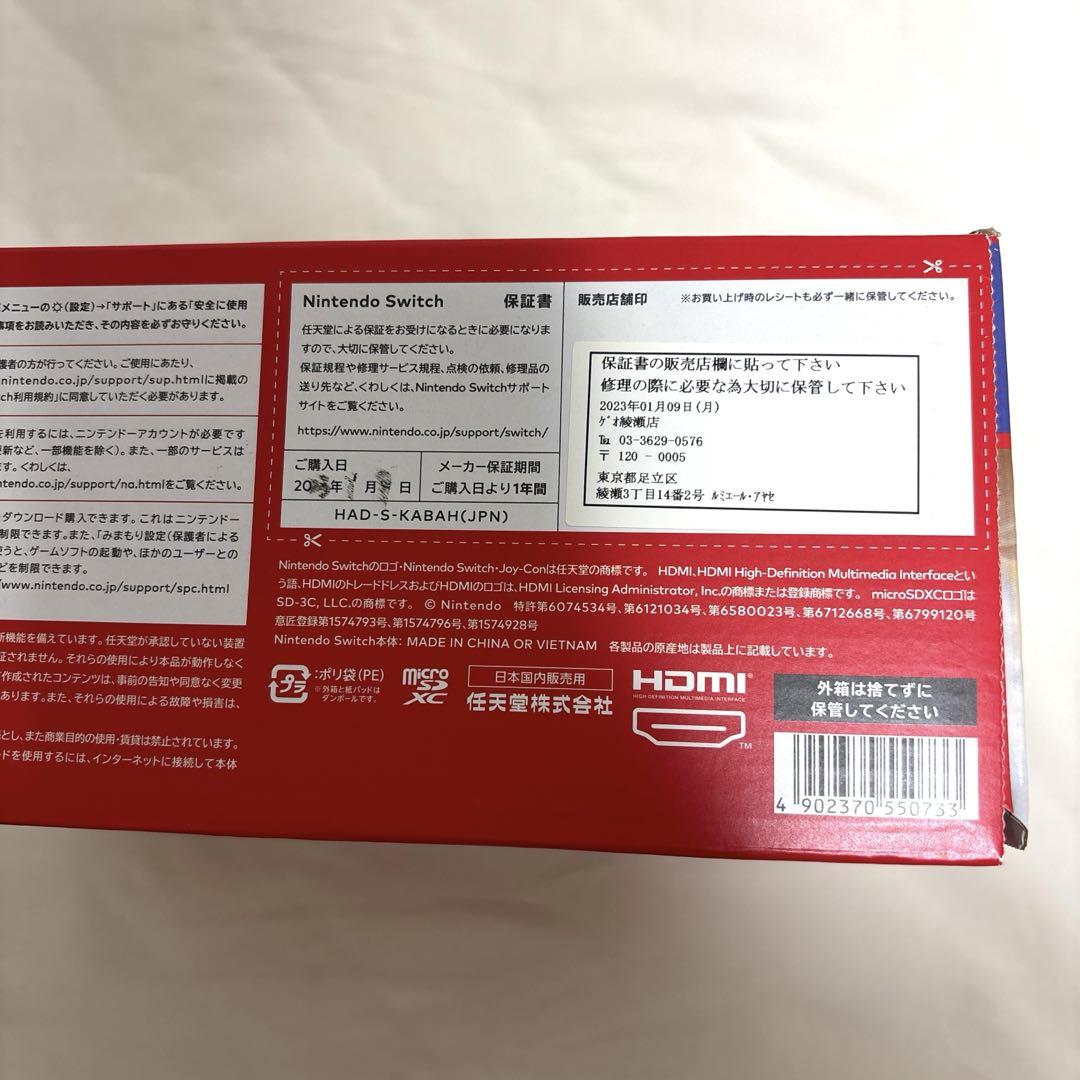 メニューの（設定）→「サポート」にある「安全に使用
事項をお読みいただき、その内容を必ずお守りください。
護者の方が行ってください。ご使用にあたり、
nintendo.co.jp/support/sup.htmlに掲載の
ch利用規約」に同意していただく必要があります。
を利用するには、ニンテンドーアカウントが必要です
更新など、一部機能を除く）。また、一部のサービスは
ます。くわしくは、
ntendo.co.jp/support/na.htmlをご覧ください。
ダウンロード購入できます。これはニンテンドー
制限できます。また、「みまもり設定（保護者による
使うと、ゲームソフトの起動や、ほかのユーザーとの
どを制限できます。
www.nintendo.co.jp/support/spc.html
新機能を備えています。任天堂が承認していない装置
証されません。それらの使用により本品が動作しなく
作成されたコンテンツは、事前の告知や同意なく変更
あります。また、それらの使用による故障や損害は、
とし、また商業目的の使用・賃貸は禁止されています。
ードを使用するには、インターネットに接続して本体
Nintendo Switch 保証書
任天堂による保証をお受けになるときに必要になりま
すので、大切に保管してください。
保証規程や修理サービス規程、点検の依頼、修理品の
送り先など、くわしくは、Nintendo Switchサポート
サイトをご覧ください。
https://www.nintendo.co.jp/support/switch/
ご購入日
20 年 月 日
メーカー保証期間
ご購入日より1年間
HAD-S-KABAH(JPN)
販売店舗印 ※お買い上げ時のレシートも必ず一緒に保管してください。
保証書の販売店欄に貼って下さい
修理の際に必要な為大切に保管して下さい
2023年01月09日(月)
ｹﾞｵ綾瀬店
℡ 03-3629-0576
〒 120 - 0005
東京都足立区
綾瀬3丁目14番2号 ﾙﾐｴｰﾙ・ｱﾔｾ
Nintendo Switchのロゴ・Nintendo Switch・Joy-Conは任天堂の商標です。 HDMI、HDMI High-Definition Multimedia Interfaceとい
う語、HDMIのトレードドレスおよびHDMIのロゴは、HDMI Licensing Administrator, Inc.の商標または登録商標です。 microSDXCロゴは
SD-3C, LLC.の商標です。 © Nintendo 特許第6074534号、第6121034号、第6580023号、第6712668号、第6799120号
意匠登録第1574793号、第1574796号、第1574928号
Nintendo Switch本体: MADE IN CHINA OR VIETNAM 各製品の原産地は製品上に記載しています。
プラ
:ポリ袋(PE)
※外箱と紙パッドは
ダンボールです。
micro
SD
XC
日本国内販売用
任天堂株式会社
HDMI
HIGH-DEFINITION MULTIMEDIA INTERFACE
TM
外箱は捨てずに
保管してください
4 902370 550733